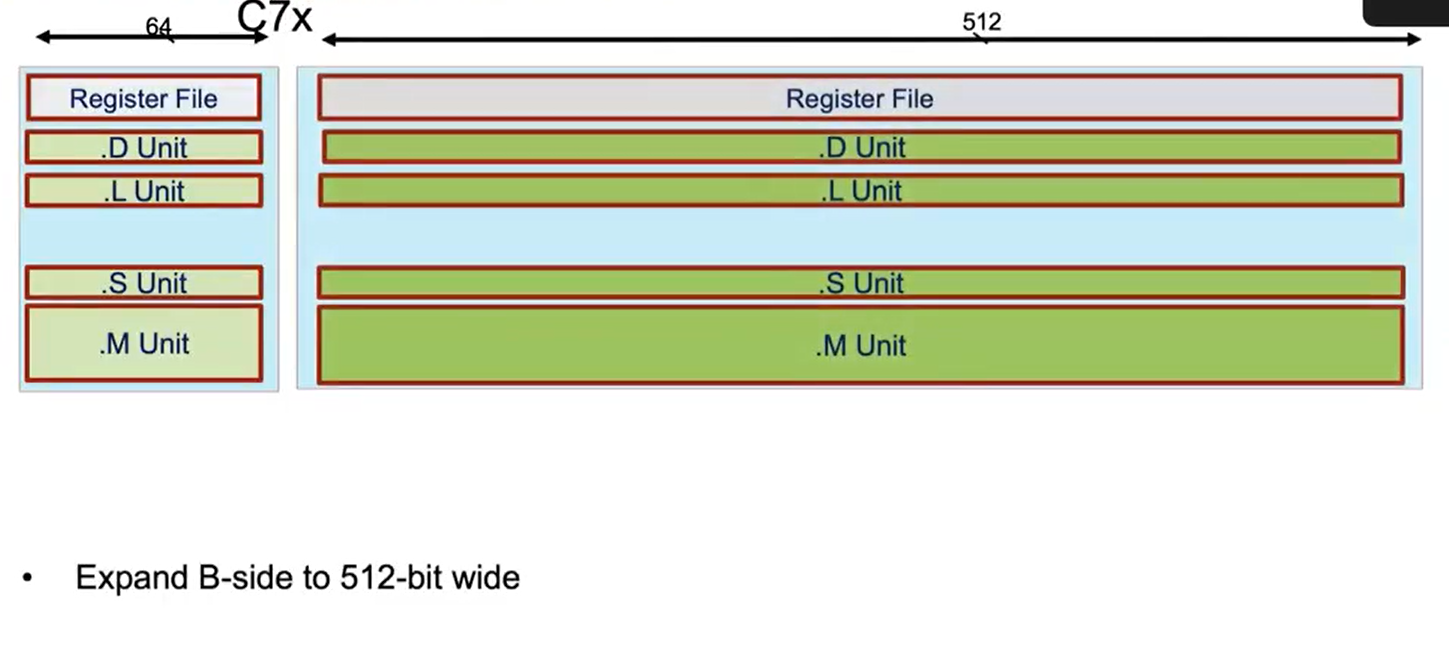 C7x
64
512
Register File
Register File
.D Unit
.D Unit
.L Unit
.L Unit
.S Unit
.S Unit
.M Unit
.M Unit
• Expand B-side to 512-bit wide